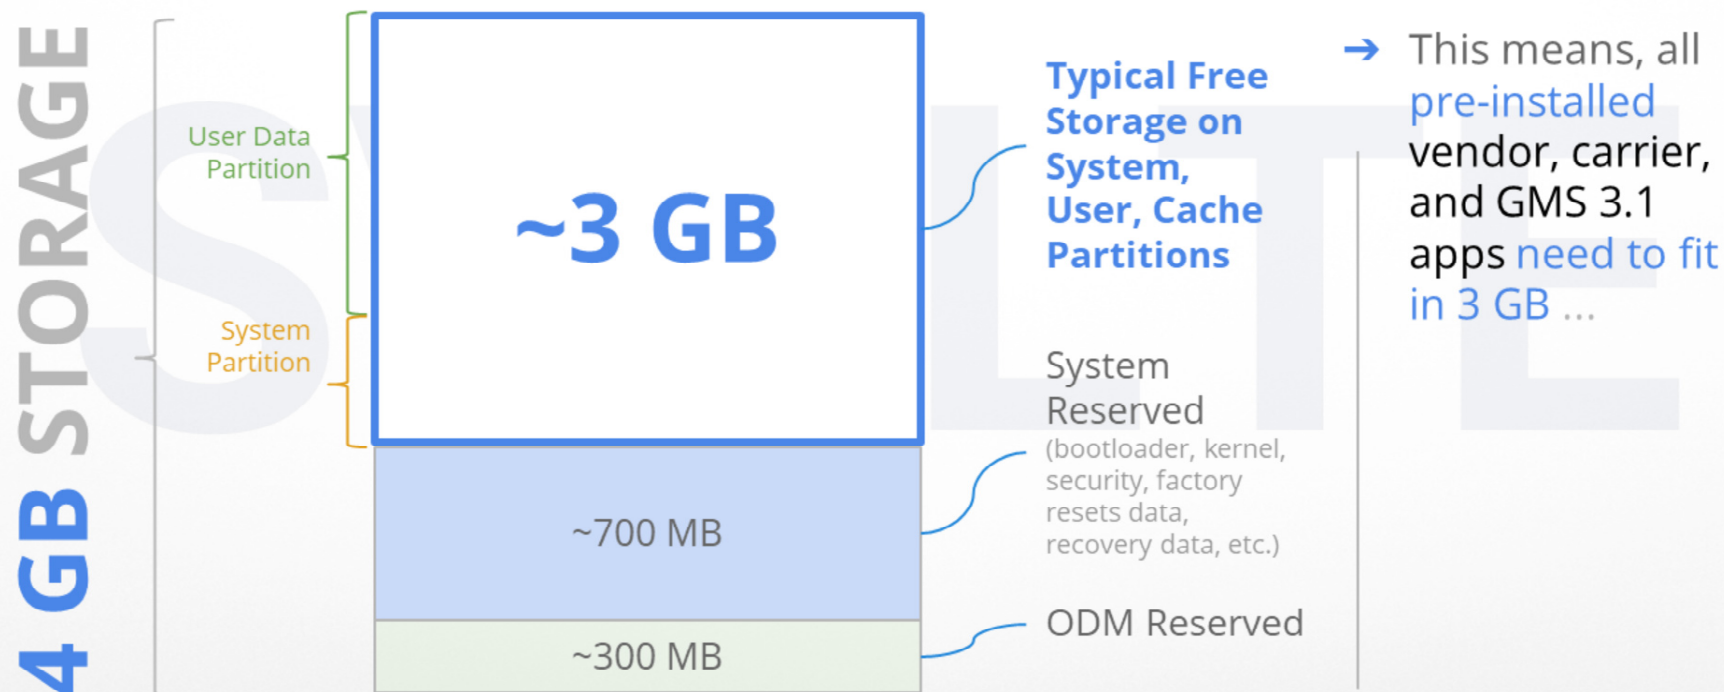 4 GB STORAGE
User Data
Partition
System
Partition
~3 GB
~700 MB
~300 MB
Typical Free
Storage on
System,
User, Cache
Partitions
System
Reserved
(bootloader, kernel,
security, factory
resets data,
recovery data, etc.)
ODM Reserved
➔ This means, all
pre-installed
vendor, carrier,
and GMS 3.1
apps need to fit
in 3 GB ...